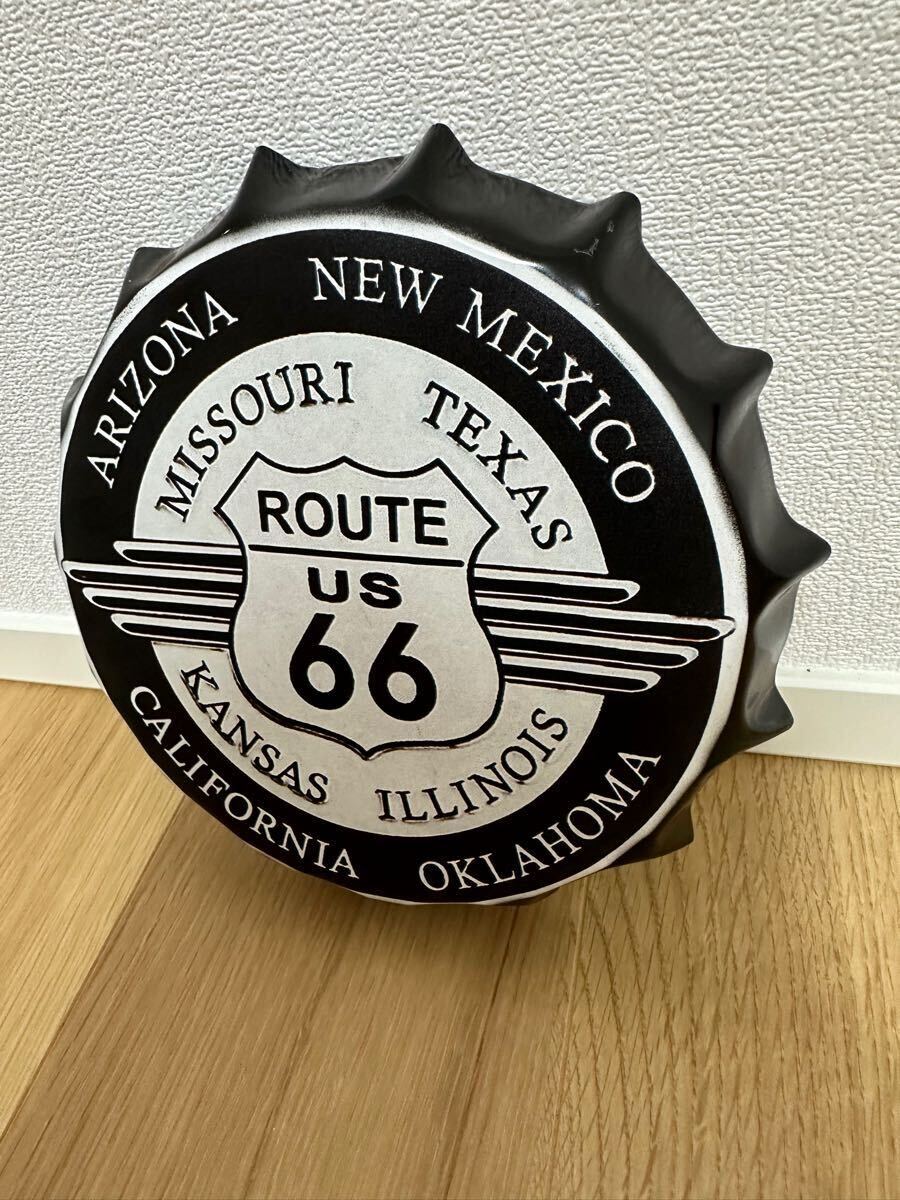 ARIZONA
NEW MEXICO
MISSOURI
TEXAS
ROUTE
US
66
KANSAS
ILLINOIS
CALIFORNIA
OKLAHOMA